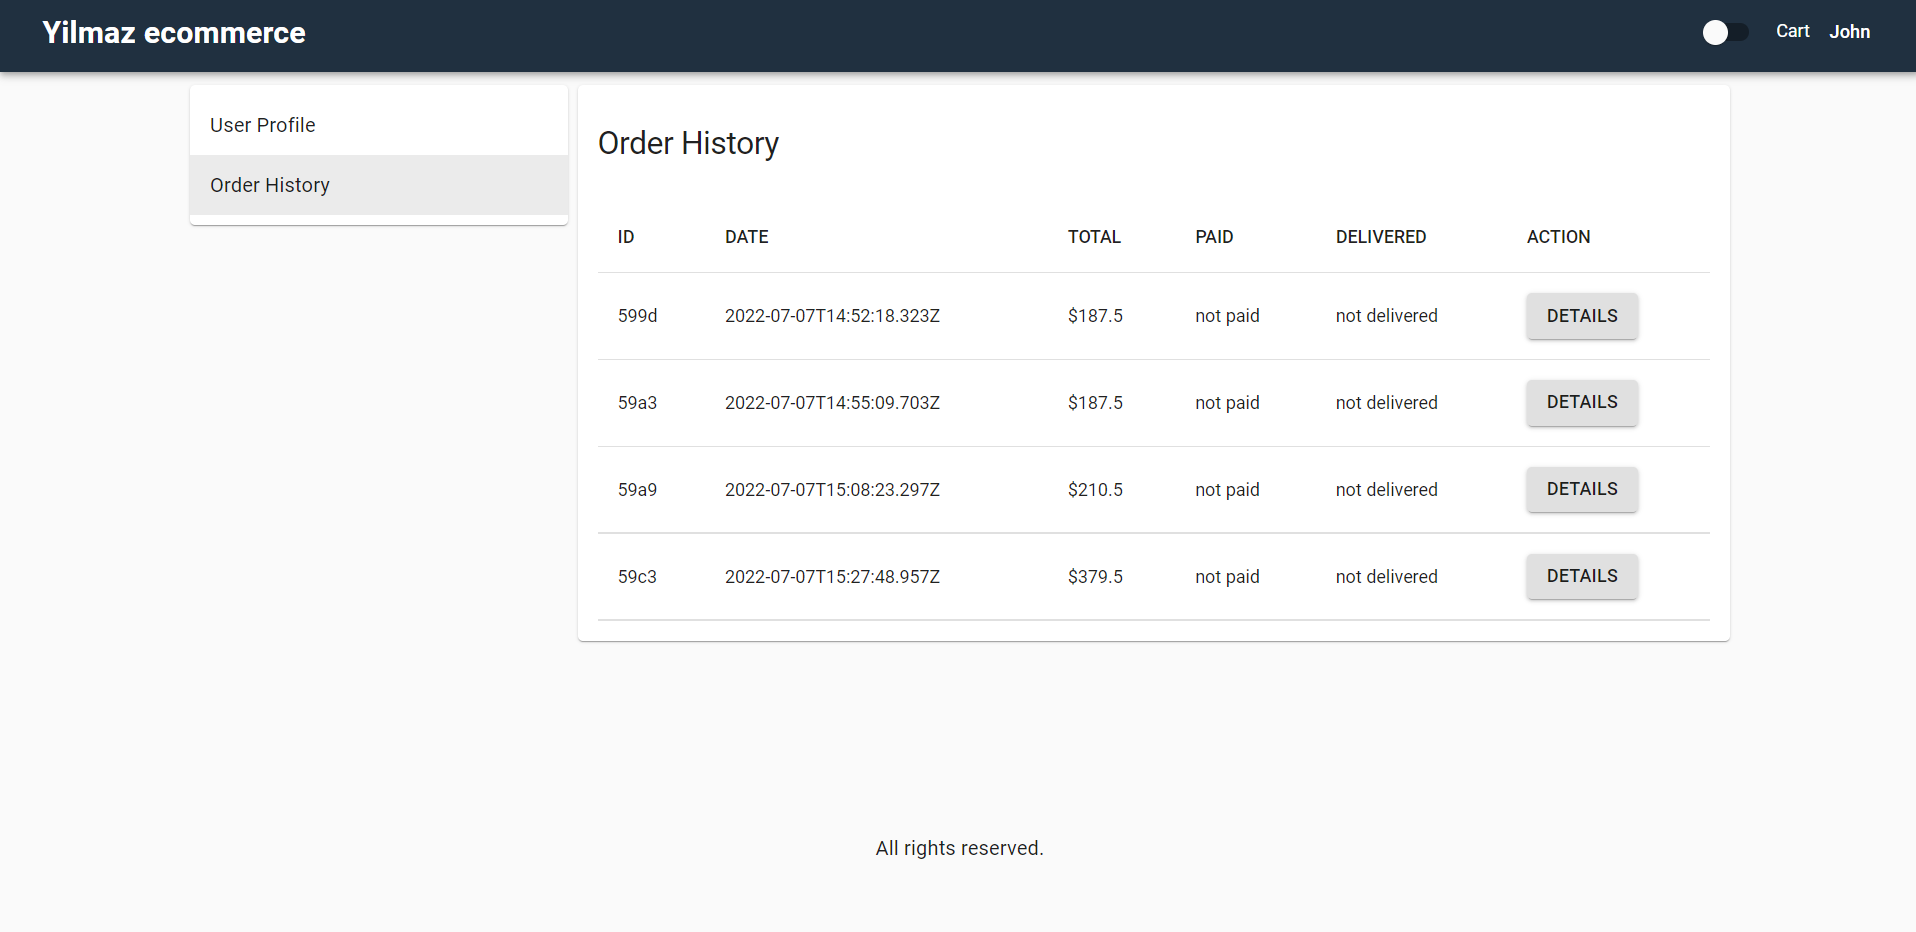 Yilmaz ecommerce Cart John
User Profile
Order History
Order History
ID DATE TOTAL PAID DELIVERED ACTION
599d 2022-07-07T14:52:18.323Z $187.5 not paid not delivered DETAILS
59a3 2022-07-07T14:55:09.703Z $187.5 not paid not delivered DETAILS
59a9 2022-07-07T15:08:23.297Z $210.5 not paid not delivered DETAILS
59c3 2022-07-07T15:27:48.957Z $379.5 not paid not delivered DETAILS
All rights reserved.